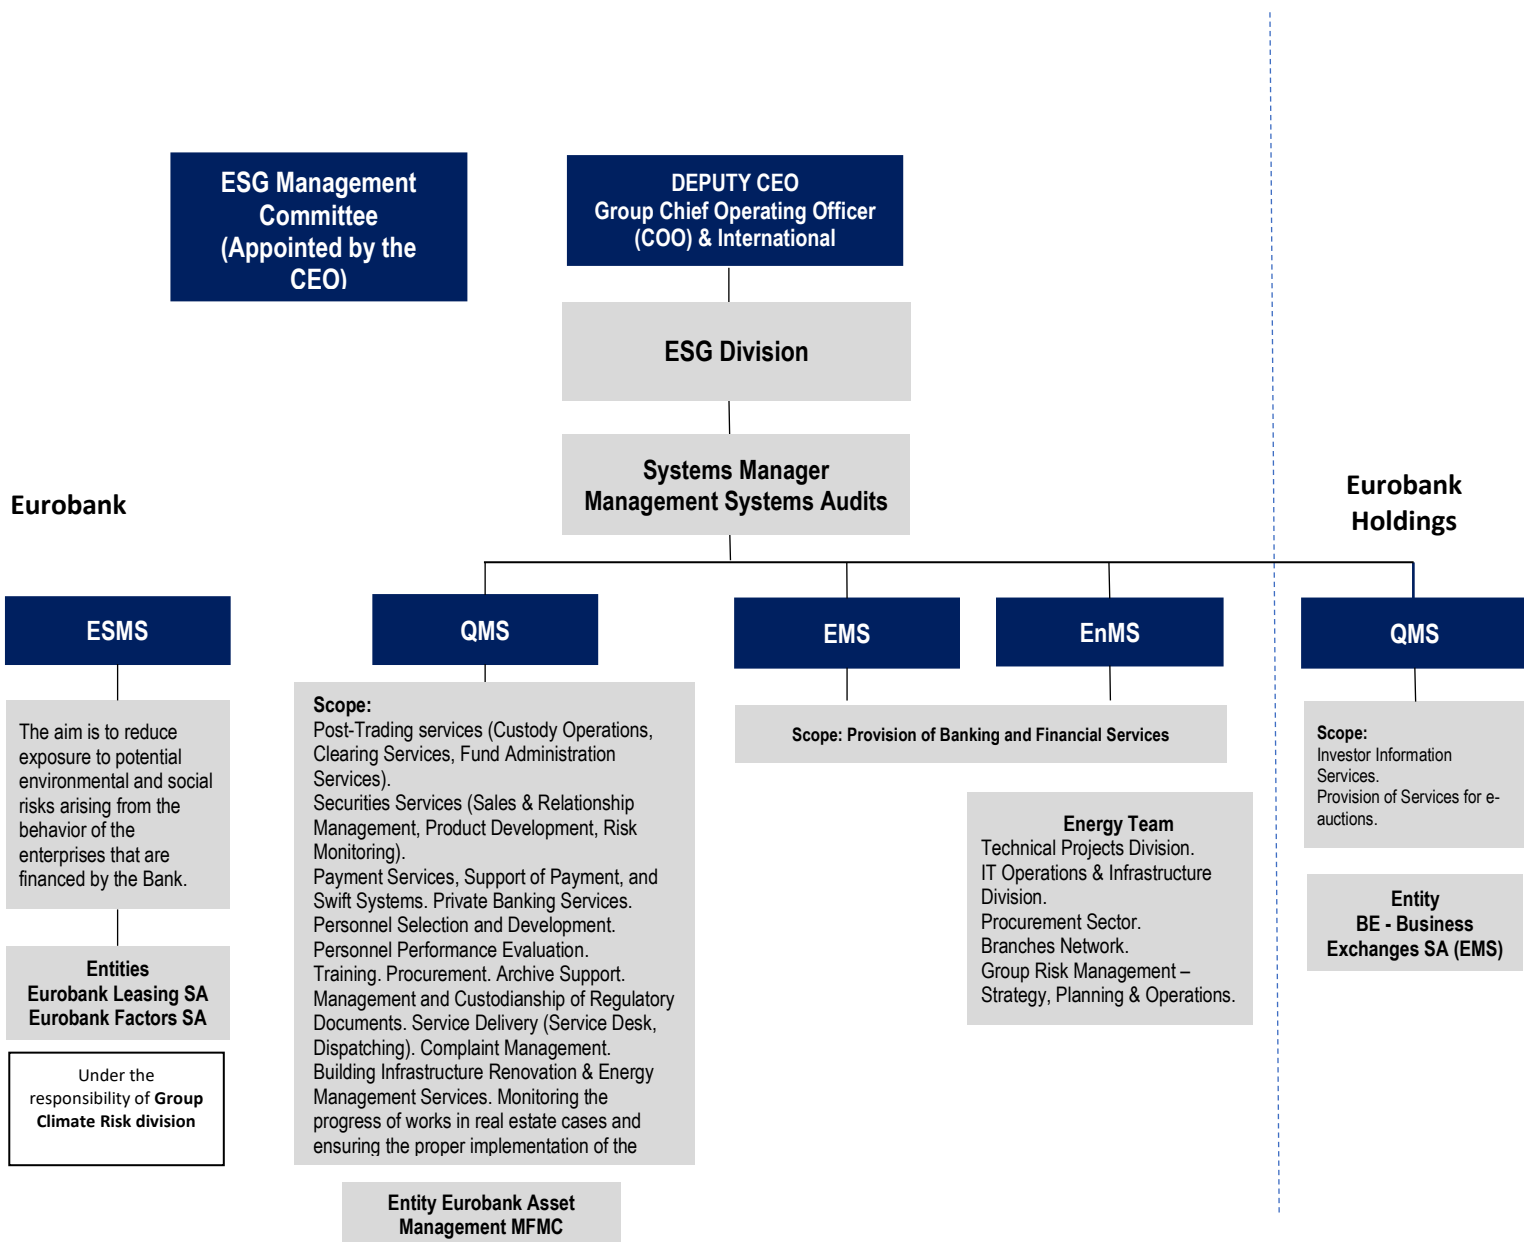 ESG Management
Committee
(Appointed by the
CEO)
DEPUTY CEO
Group Chief Operating Officer
(COO) & International
ESG Division
Systems Manager
Management Systems Audits
Eurobank
Eurobank
Holdings
ESMS
QMS
EMS
EnMS
QMS
The aim is to reduce
exposure to potential
environmental and social
risks arising from the
behavior of the
enterprises that are
financed by the Bank.
Entities
Eurobank Leasing SA
Eurobank Factors SA
Under the
responsibility of Group
Climate Risk division
Scope:
Post-Trading services (Custody Operations,
Clearing Services, Fund Administration
Services).
Securities Services (Sales & Relationship
Management, Product Development, Risk
Monitoring).
Payment Services, Support of Payment, and
Swift Systems. Private Banking Services.
Personnel Selection and Development.
Personnel Performance Evaluation.
Training. Procurement. Archive Support.
Management and Custodianship of Regulatory
Documents. Service Delivery (Service Desk,
Dispatching). Complaint Management.
Building Infrastructure Renovation & Energy
Management Services. Monitoring the
progress of works in real estate cases and
ensuring the proper implementation of the
Entity Eurobank Asset
Management MFMC
Scope: Provision of Banking and Financial Services
Energy Team
Technical Projects Division.
IT Operations & Infrastructure
Division.
Procurement Sector.
Branches Network.
Group Risk Management –
Strategy, Planning & Operations.
Scope:
Investor Information
Services.
Provision of Services for e-
auctions.
Entity
BE - Business
Exchanges SA (EMS)